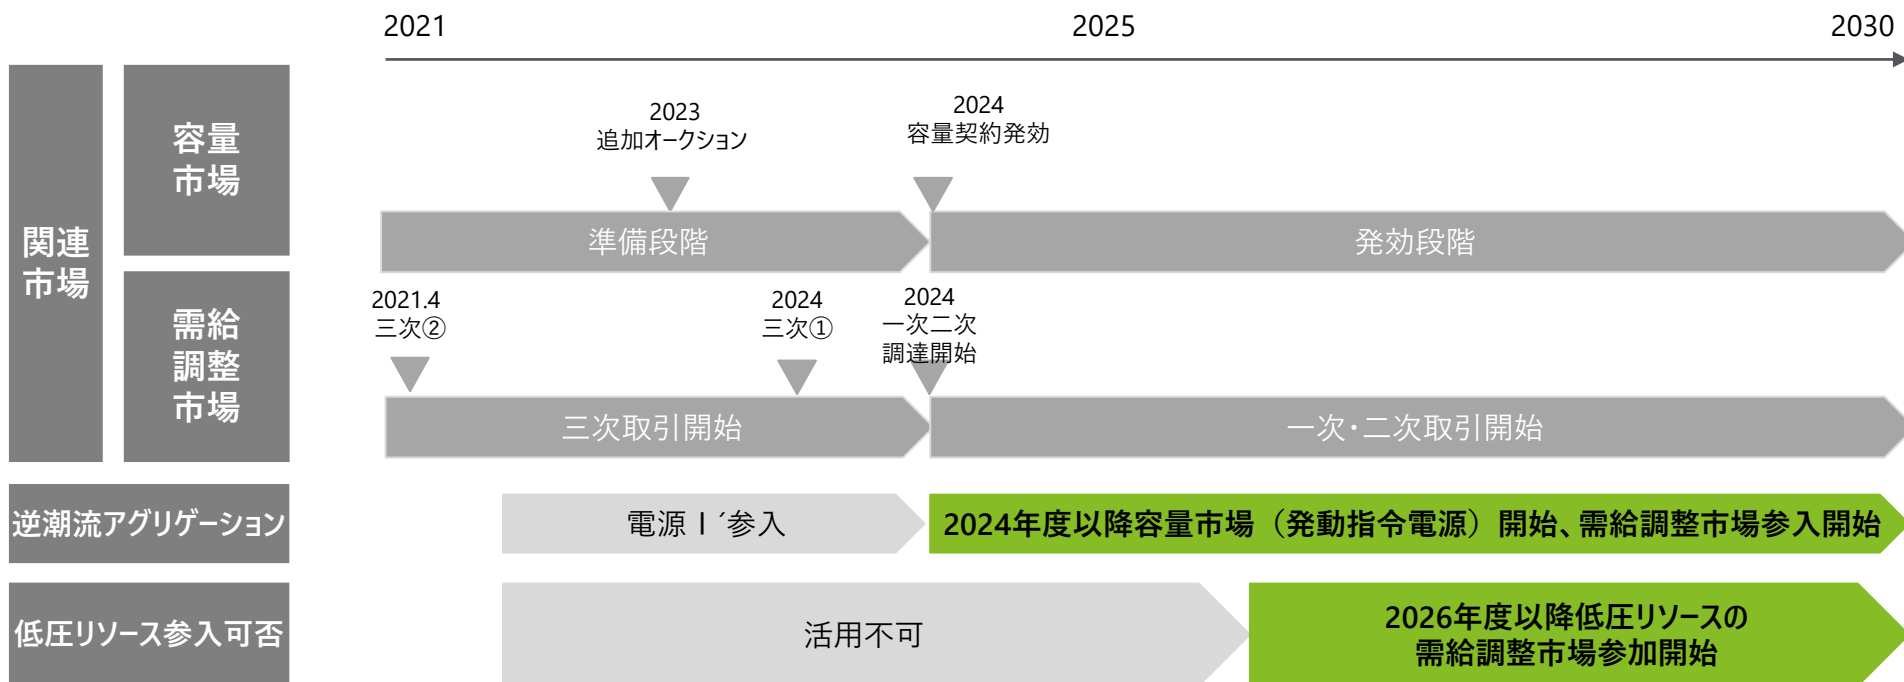 2021
2025
2030
関連
市場
容量
市場
2023
追加オークション
2024
容量契約発効
準備段階
発効段階
需給
調整
市場
2021.4
三次②
2024
三次①
2024
一次二次
調達開始
三次取引開始
一次・二次取引開始
逆潮流アグリゲーション
電源Ⅰ´参入
2024年度以降容量市場（発動指令電源）開始、需給調整市場参入開始
低圧リソース参入可否
活用不可
2026年度以降低圧リソースの
需給調整市場参加開始